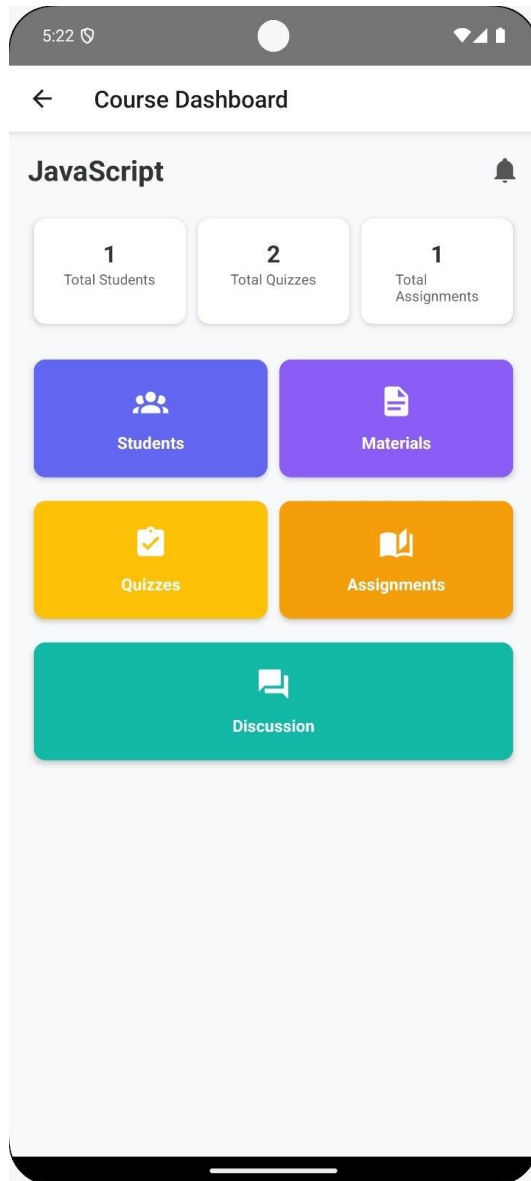 5:22
Course Dashboard
JavaScript
1
Total Students
2
Total Quizzes
1
Total
Assignments
Students
Materials
Quizzes
Assignments
Discussion